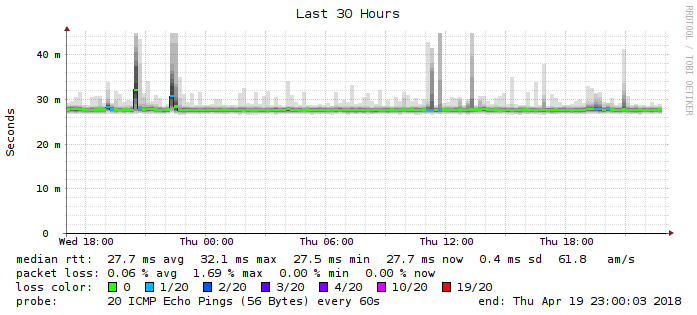 Last 30 Hours
RRDTOOL / TOBI OETIKER
Seconds
40 m
30 m
20 m
10 m
0
Wed 18:00 Thu 00:00 Thu 06:00 Thu 12:00 Thu 18:00
median rtt: 27.7 ms avg 32.1 ms max 27.5 ms min 27.7 ms now 0.4 ms sd 61.8 am/s
packet loss: 0.06 % avg 1.69 % max 0.00 % min 0.00 % now
loss color: 0 1/20 2/20 3/20 4/20 10/20 19/20
probe: 20 ICMP Echo Pings (56 Bytes) every 60s end: Thu Apr 19 23:00:03 2018